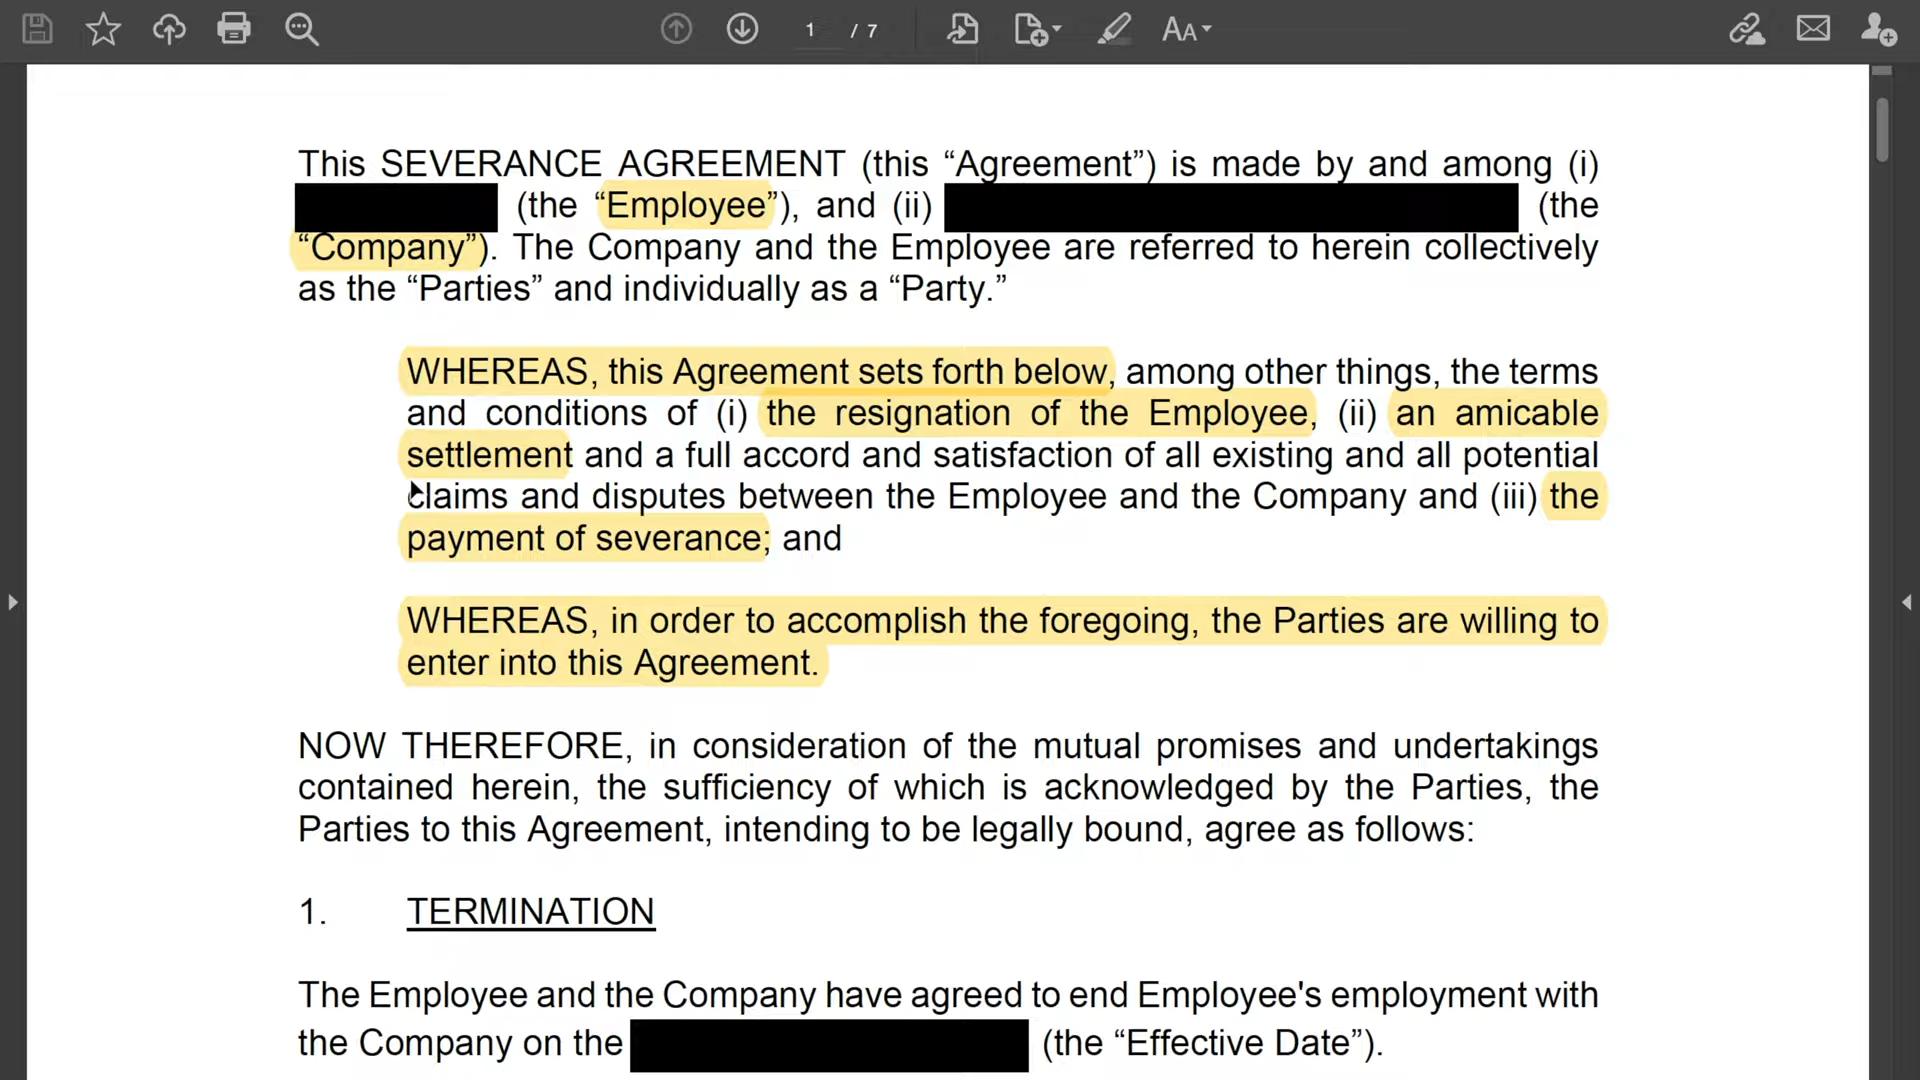 1 / 7
This SEVERANCE AGREEMENT (this “Agreement”) is made by and among (i)
(the “Employee”), and (ii) (the
“Company”). The Company and the Employee are referred to herein collectively
as the “Parties” and individually as a “Party.”
WHEREAS, this Agreement sets forth below, among other things, the terms
and conditions of (i) the resignation of the Employee, (ii) an amicable
settlement and a full accord and satisfaction of all existing and all potential
claims and disputes between the Employee and the Company and (iii) the
payment of severance; and
WHEREAS, in order to accomplish the foregoing, the Parties are willing to
enter into this Agreement.
NOW THEREFORE, in consideration of the mutual promises and undertakings
contained herein, the sufficiency of which is acknowledged by the Parties, the
Parties to this Agreement, intending to be legally bound, agree as follows:
1. TERMINATION
The Employee and the Company have agreed to end Employee's employment with
the Company on the (the “Effective Date”).